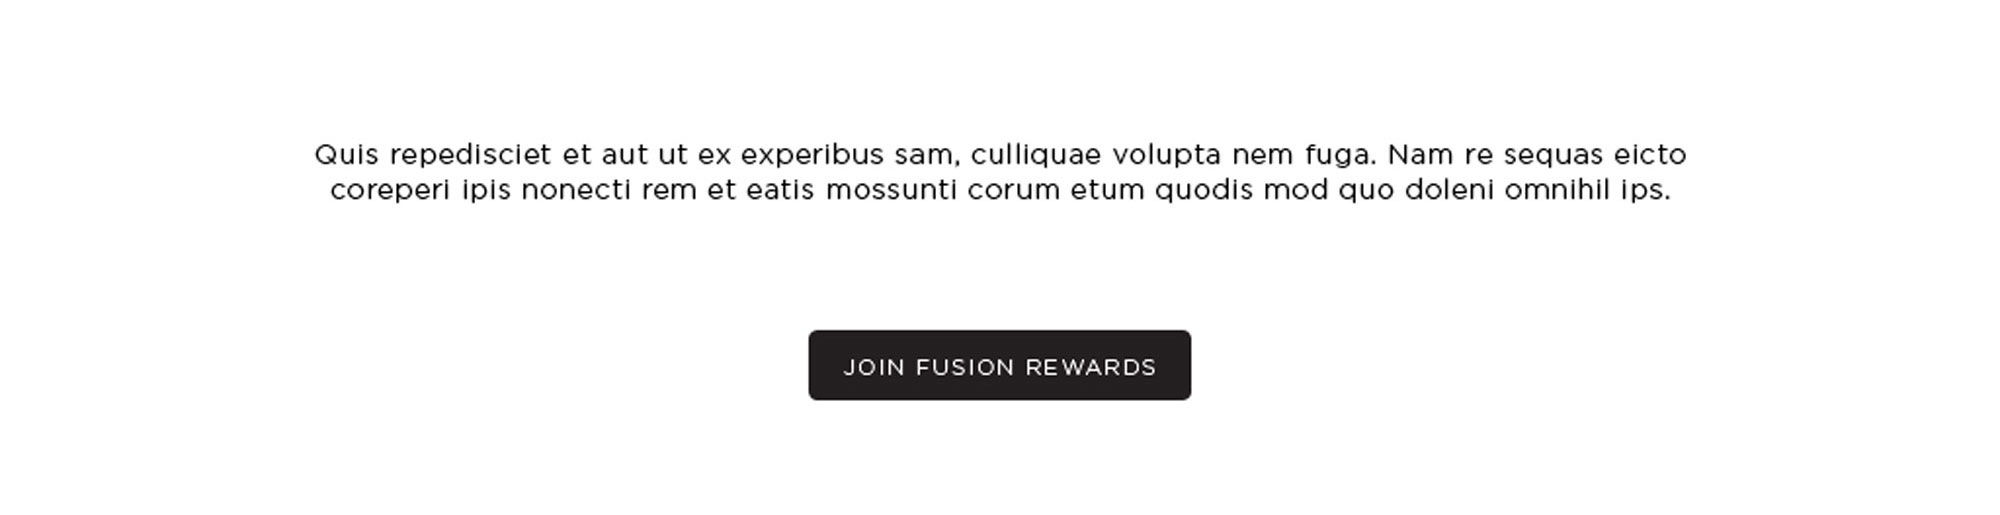 Quis repedisciet et aut ut ex experibus sam, culliquae volupta nem fuga. Nam re sequas eicto
coreperi ipis nonecti rem et eatis mossunti corum etum quodis mod quo doleni omnihil ips.
JOIN FUSION REWARDS